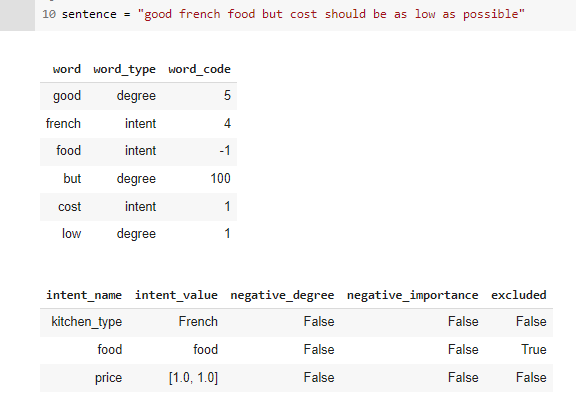 10 sentence = "good french food but cost should be as low as possible"
word word_type word_code
good degree 5
french intent 4
food intent -1
but degree 100
cost intent 1
low degree 1
intent_name intent_value negative_degree negative_importance excluded
kitchen_type French False False False
food food False False True
price [1.0, 1.0] False False False